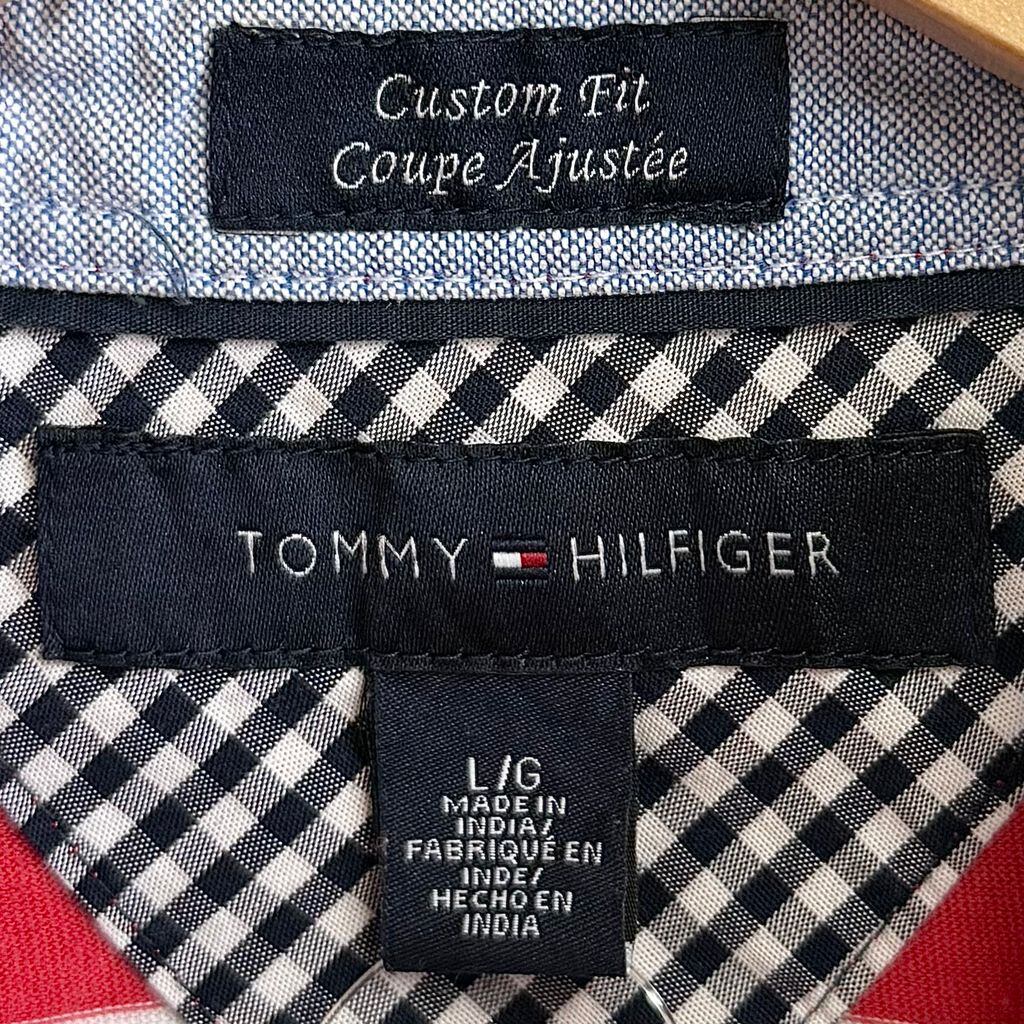 Custom Fit
Coupe Ajustée
TOMMY HILFIGER
L/G
MADE IN
INDIA/
FABRIQUÉ EN
INDE/
HECHO EN
INDIA